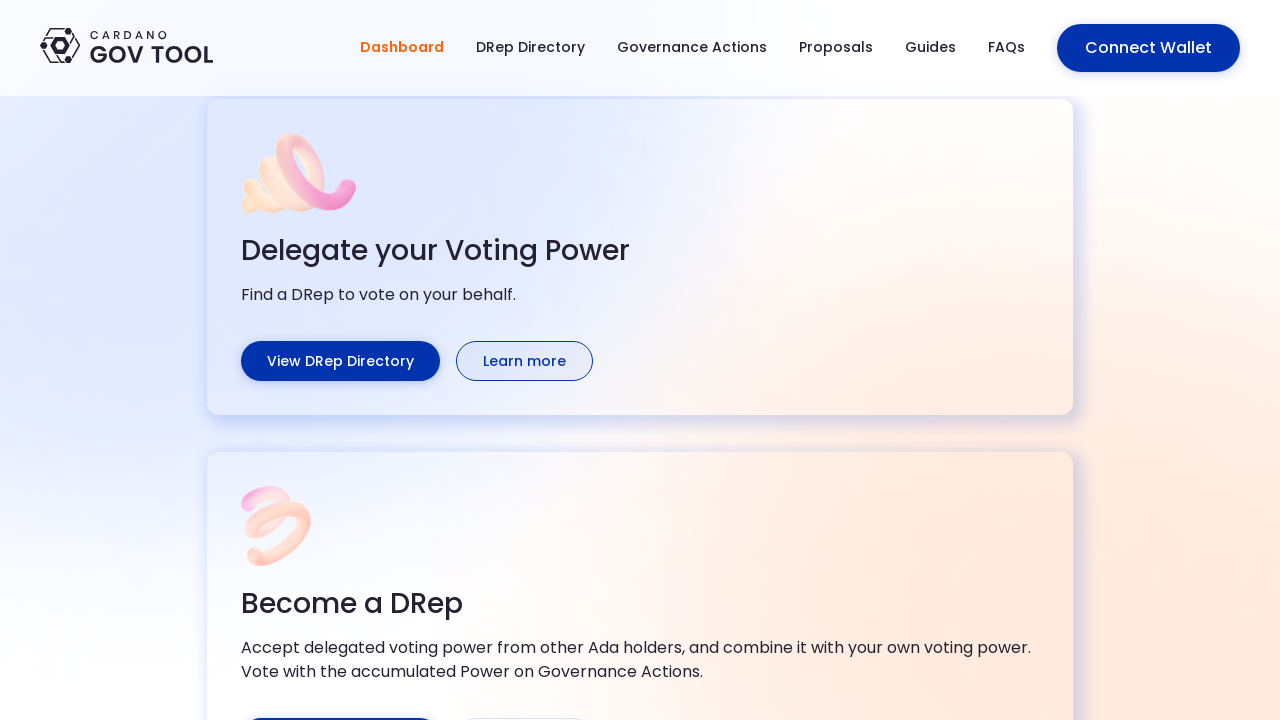 CARDANO
GOV TOOL
Dashboard
DRep Directory
Governance Actions
Proposals
Guides
FAQs
Connect Wallet
Delegate your Voting Power
Find a DRep to vote on your behalf.
View DRep Directory
Learn more
Become a DRep
Accept delegated voting power from other Ada holders, and combine it with your own voting power.
Vote with the accumulated Power on Governance Actions.